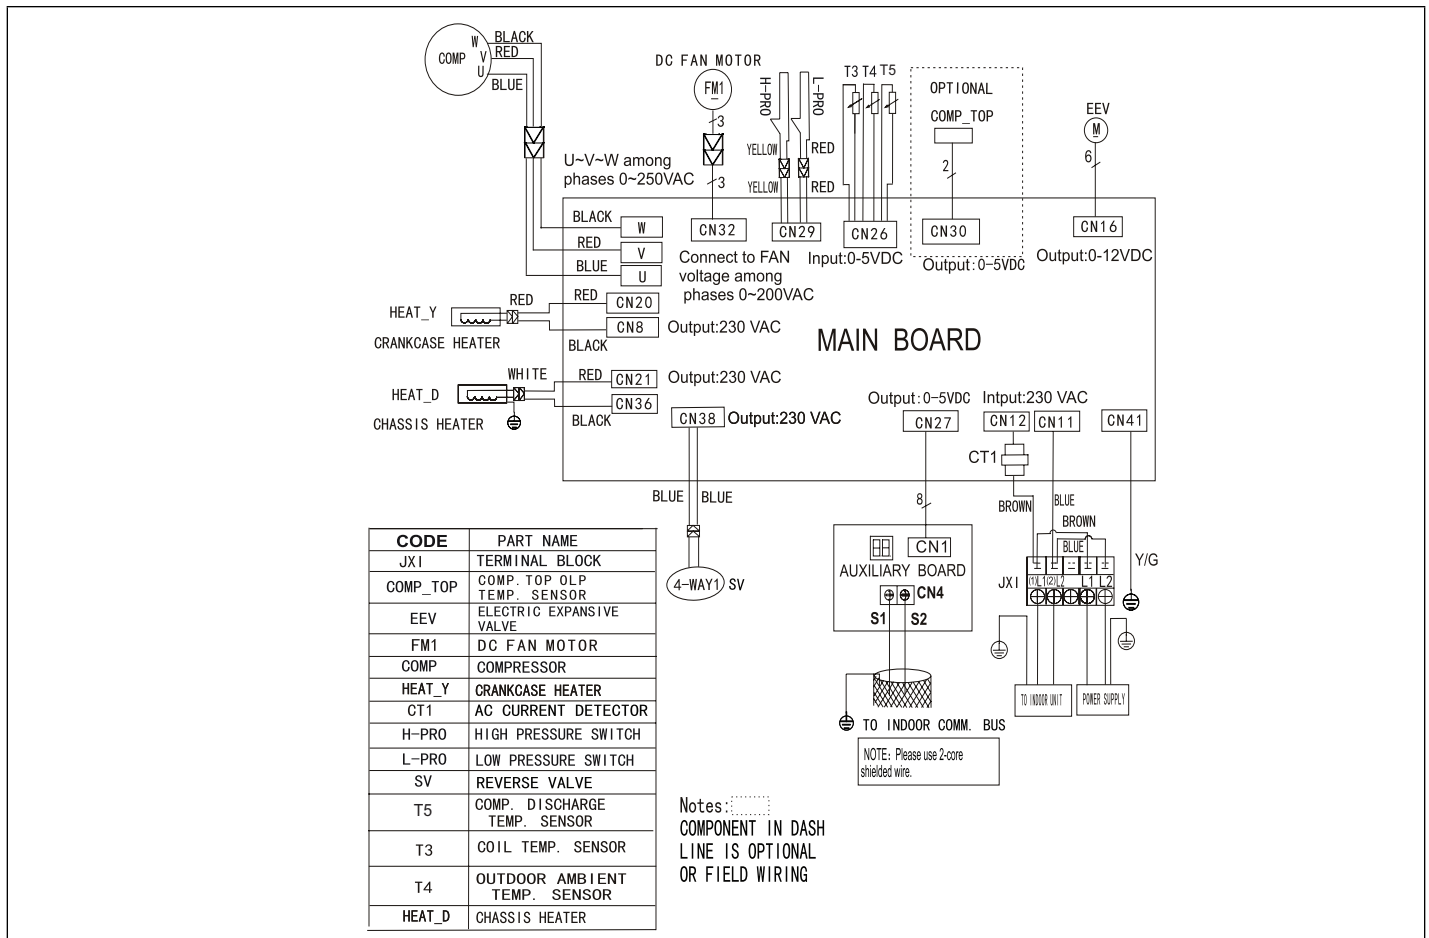 COMP
W
V
U
BLACK
RED
BLUE
U~V~W among
phases 0~250VAC
DC FAN MOTOR
FM1
3
3
H-PRO
L-PRO
YELLOW
RED
YELLOW
RED
T3 T4 T5
OPTIONAL
COMP_TOP
2
EEV
M
6
BLACK
W
RED
V
BLUE
U
CN32
Connect to FAN
voltage among
phases 0~200VAC
CN29
CN26
Input:0-5VDC
CN30
Output:0-5VDC
CN16
Output:0-12VDC
HEAT_Y
CRANKCASE HEATER
RED
RED
CN20
CN8
Output:230 VAC
BLACK
MAIN BOARD
HEAT_D
CHASSIS HEATER
WHITE
RED
CN21
Output:230 VAC
CN36
BLACK
CN38
Output:230 VAC
Output:0-5VDC
CN27
Intput:230 VAC
CN12
CN11
CN41
CT1
BLUE
BLUE
4-WAY1
SV
8
BROWN
BLUE
BROWN
BLUE
Y/G
CN1
AUXILIARY BOARD
CN4
S1
S2
JXI
(1)L1
(2)L2
L1
L2
TO INDOOR UNIT
POWER SUPPLY
TO INDOOR COMM. BUS
NOTE: Please use 2-core
shielded wire.
CODE PART NAME
JXI TERMINAL BLOCK
COMP_TOP COMP.TOP OLP
TEMP. SENSOR
EEV ELECTRIC EXPANSIVE
VALVE
FM1 DC FAN MOTOR
COMP COMPRESSOR
HEAT_Y CRANKCASE HEATER
CT1 AC CURRENT DETECTOR
H-PRO HIGH PRESSURE SWITCH
L-PRO LOW PRESSURE SWITCH
SV REVERSE VALVE
T5 COMP. DISCHARGE
TEMP. SENSOR
T3 COIL TEMP. SENSOR
T4 OUTDOOR AMBIENT
TEMP. SENSOR
HEAT_D CHASSIS HEATER
Notes:
COMPONENT IN DASH
LINE IS OPTIONAL
OR FIELD WIRING